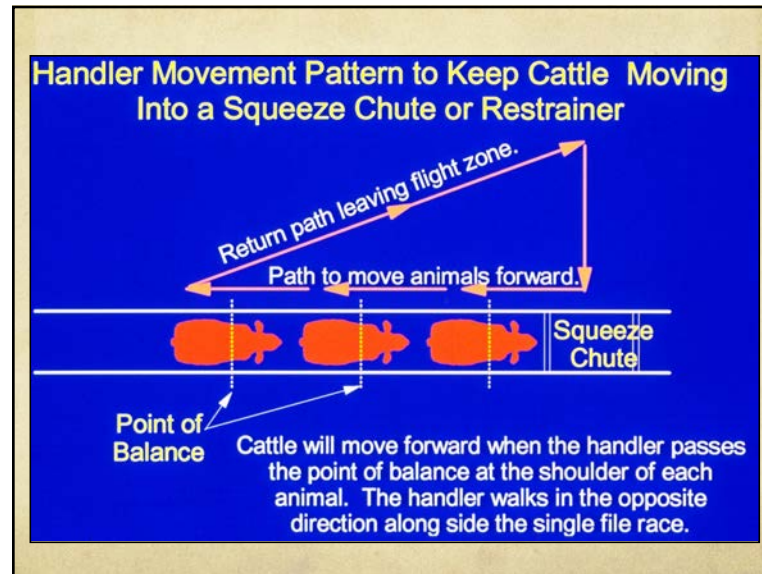 Handler Movement Pattern to Keep Cattle Moving
Into a Squeeze Chute or Restrainer
Return path leaving flight zone.
Path to move animals forward.
Squeeze
Chute
Point of
Balance
Cattle will move forward when the handler passes
the point of balance at the shoulder of each
animal. The handler walks in the opposite
direction along side the single file race.